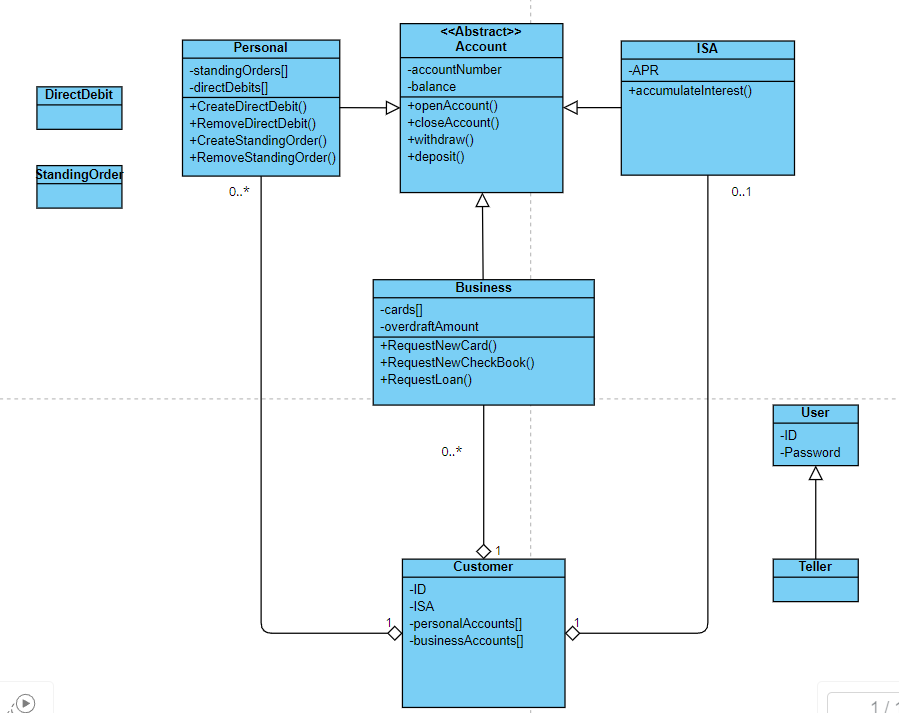 DirectDebit
StandingOrder
Personal
-standingOrders[]
-directDebits[]
+CreateDirectDebit()
+RemoveDirectDebit()
+CreateStandingOrder()
+RemoveStandingOrder()
0..*
<<Abstract>>
Account
-accountNumber
-balance
+openAccount()
+closeAccount()
+withdraw()
+deposit()
ISA
-APR
+accumulateInterest()
0..1
Business
-cards[]
-overdraftAmount
+RequestNewCard()
+RequestNewCheckBook()
+RequestLoan()
0..*
1
User
-ID
-Password
Teller
Customer
-ID
-ISA
-personalAccounts[]
-businessAccounts[]
1
1